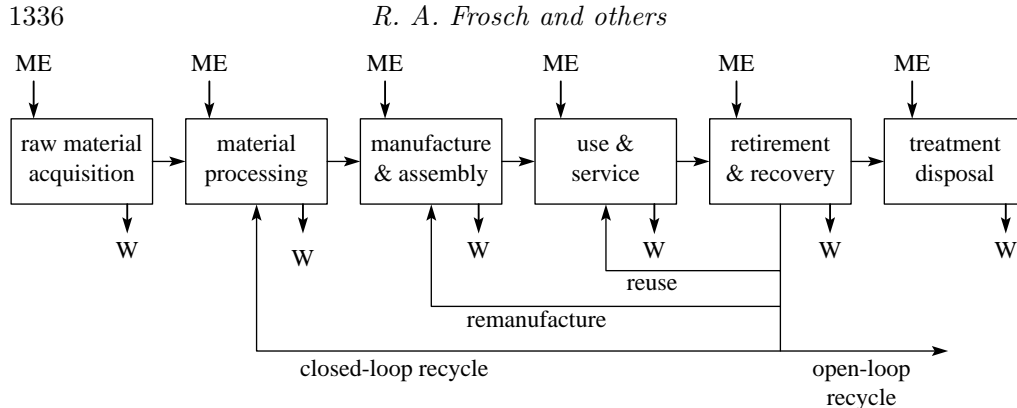 1336 R. A. Frosch and others
ME ME ME ME ME ME
raw material acquisition
material processing
manufacture & assembly
use & service
retirement & recovery
treatment disposal
W W W W W W
reuse
remanufacture
closed-loop recycle
open-loop
recycle